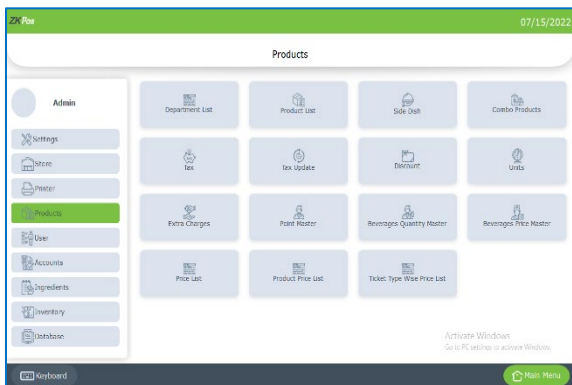 ZKPos
07/15/2022
Products
Admin
Settings
Store
Printer
Products
User
Accounts
Ingredients
Inventory
Database
Department List
Product List
Side Dish
Combo Products
Tax
Tax Update
Discount
Units
Extra Charges
Point Master
Beverages Quantity Master
Beverages Price Master
Price List
Product Price List
Ticket Type Wise Price List
Activate Windows
Go to PC settings to activate Windows.
Keyboard
Main Menu